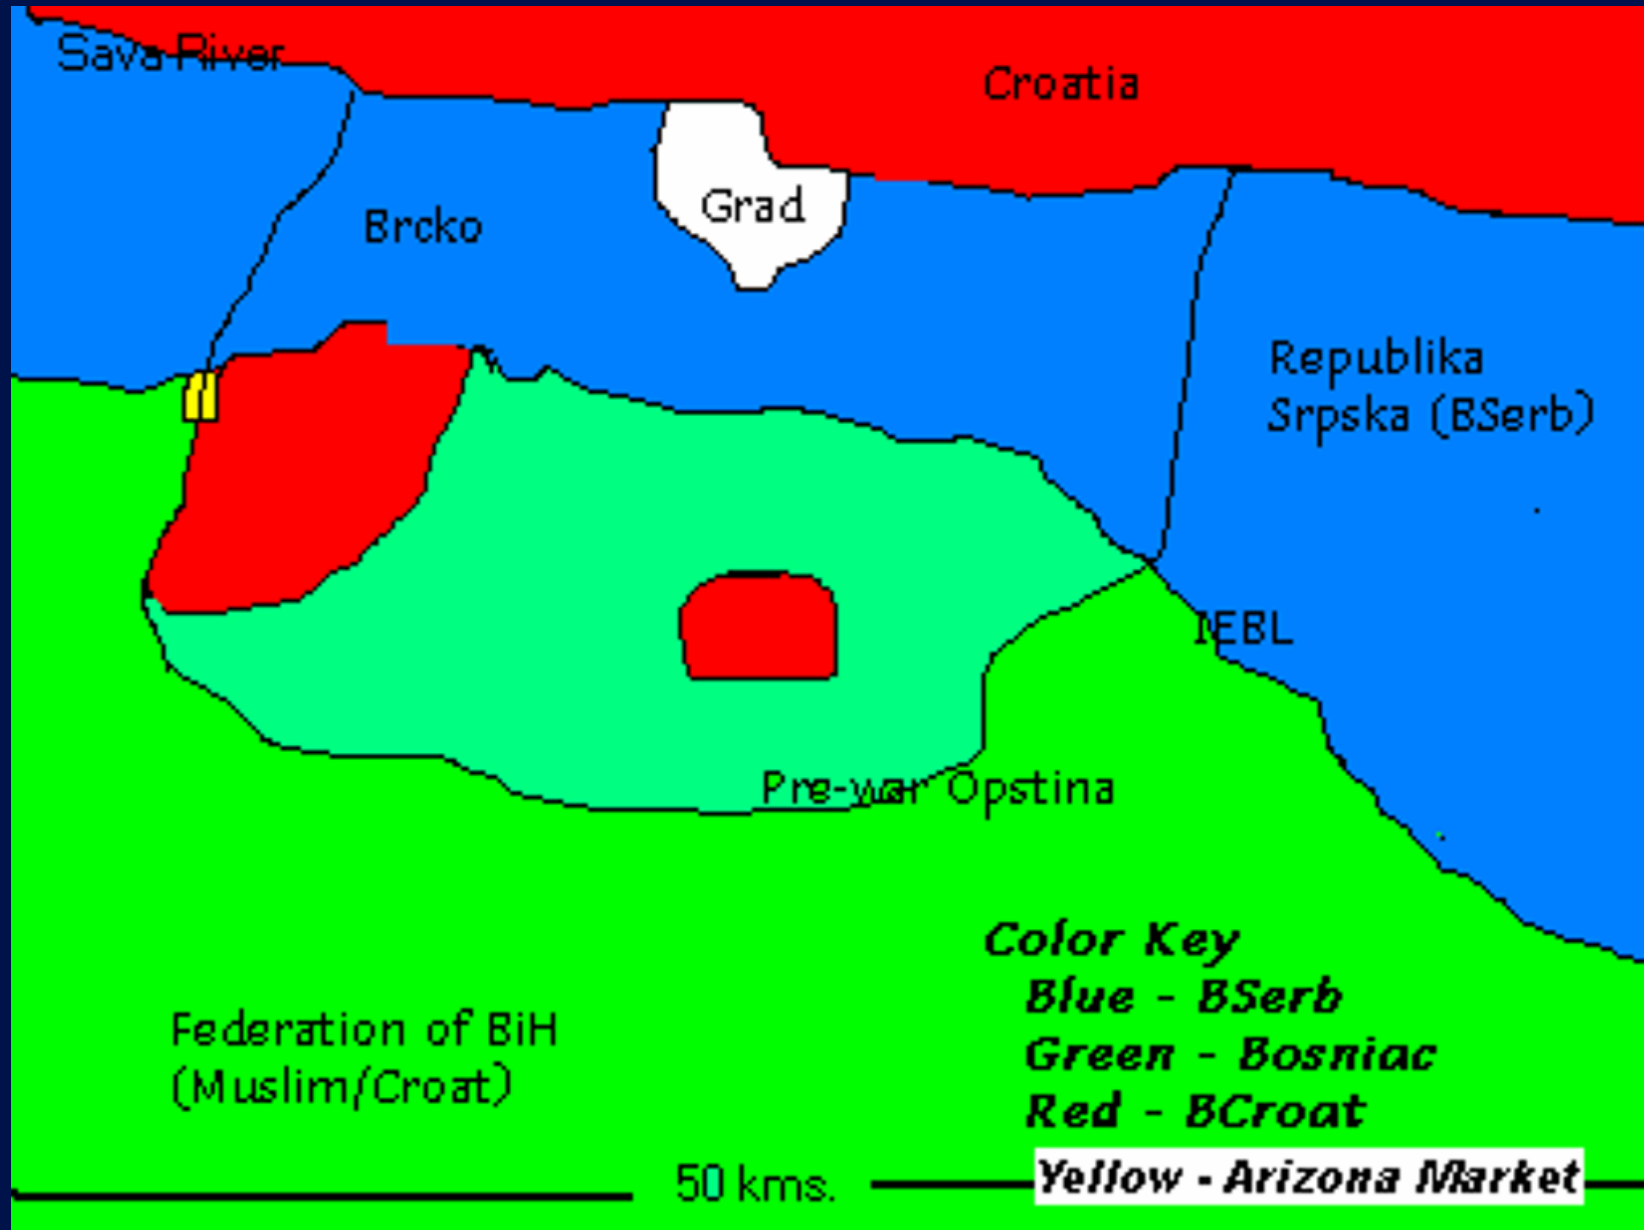 Sava River
Croatia
Grad
Brcko
Republika
Srpska (BSerb)
IEBL
Pre-war Opstina
Color Key
Blue - BSerb
Green - Bosniac
Red - BCroat
Yellow - Arizona Market
Federation of BiH
(Muslim/Croat)
50 kms.